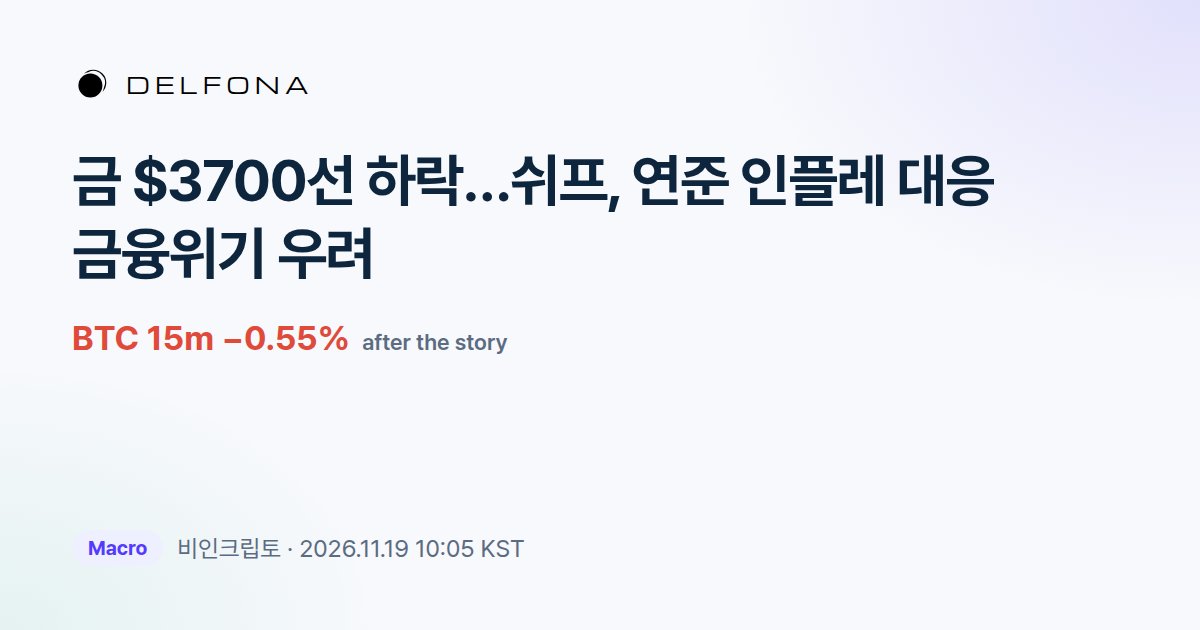 DELFONA
금 $3700선 하락…쉬프, 연준 인플레 대응
금융위기 우려
BTC 15m −0.55% after the story
Macro 비인크립토 · 2026.11.19 10:05 KST